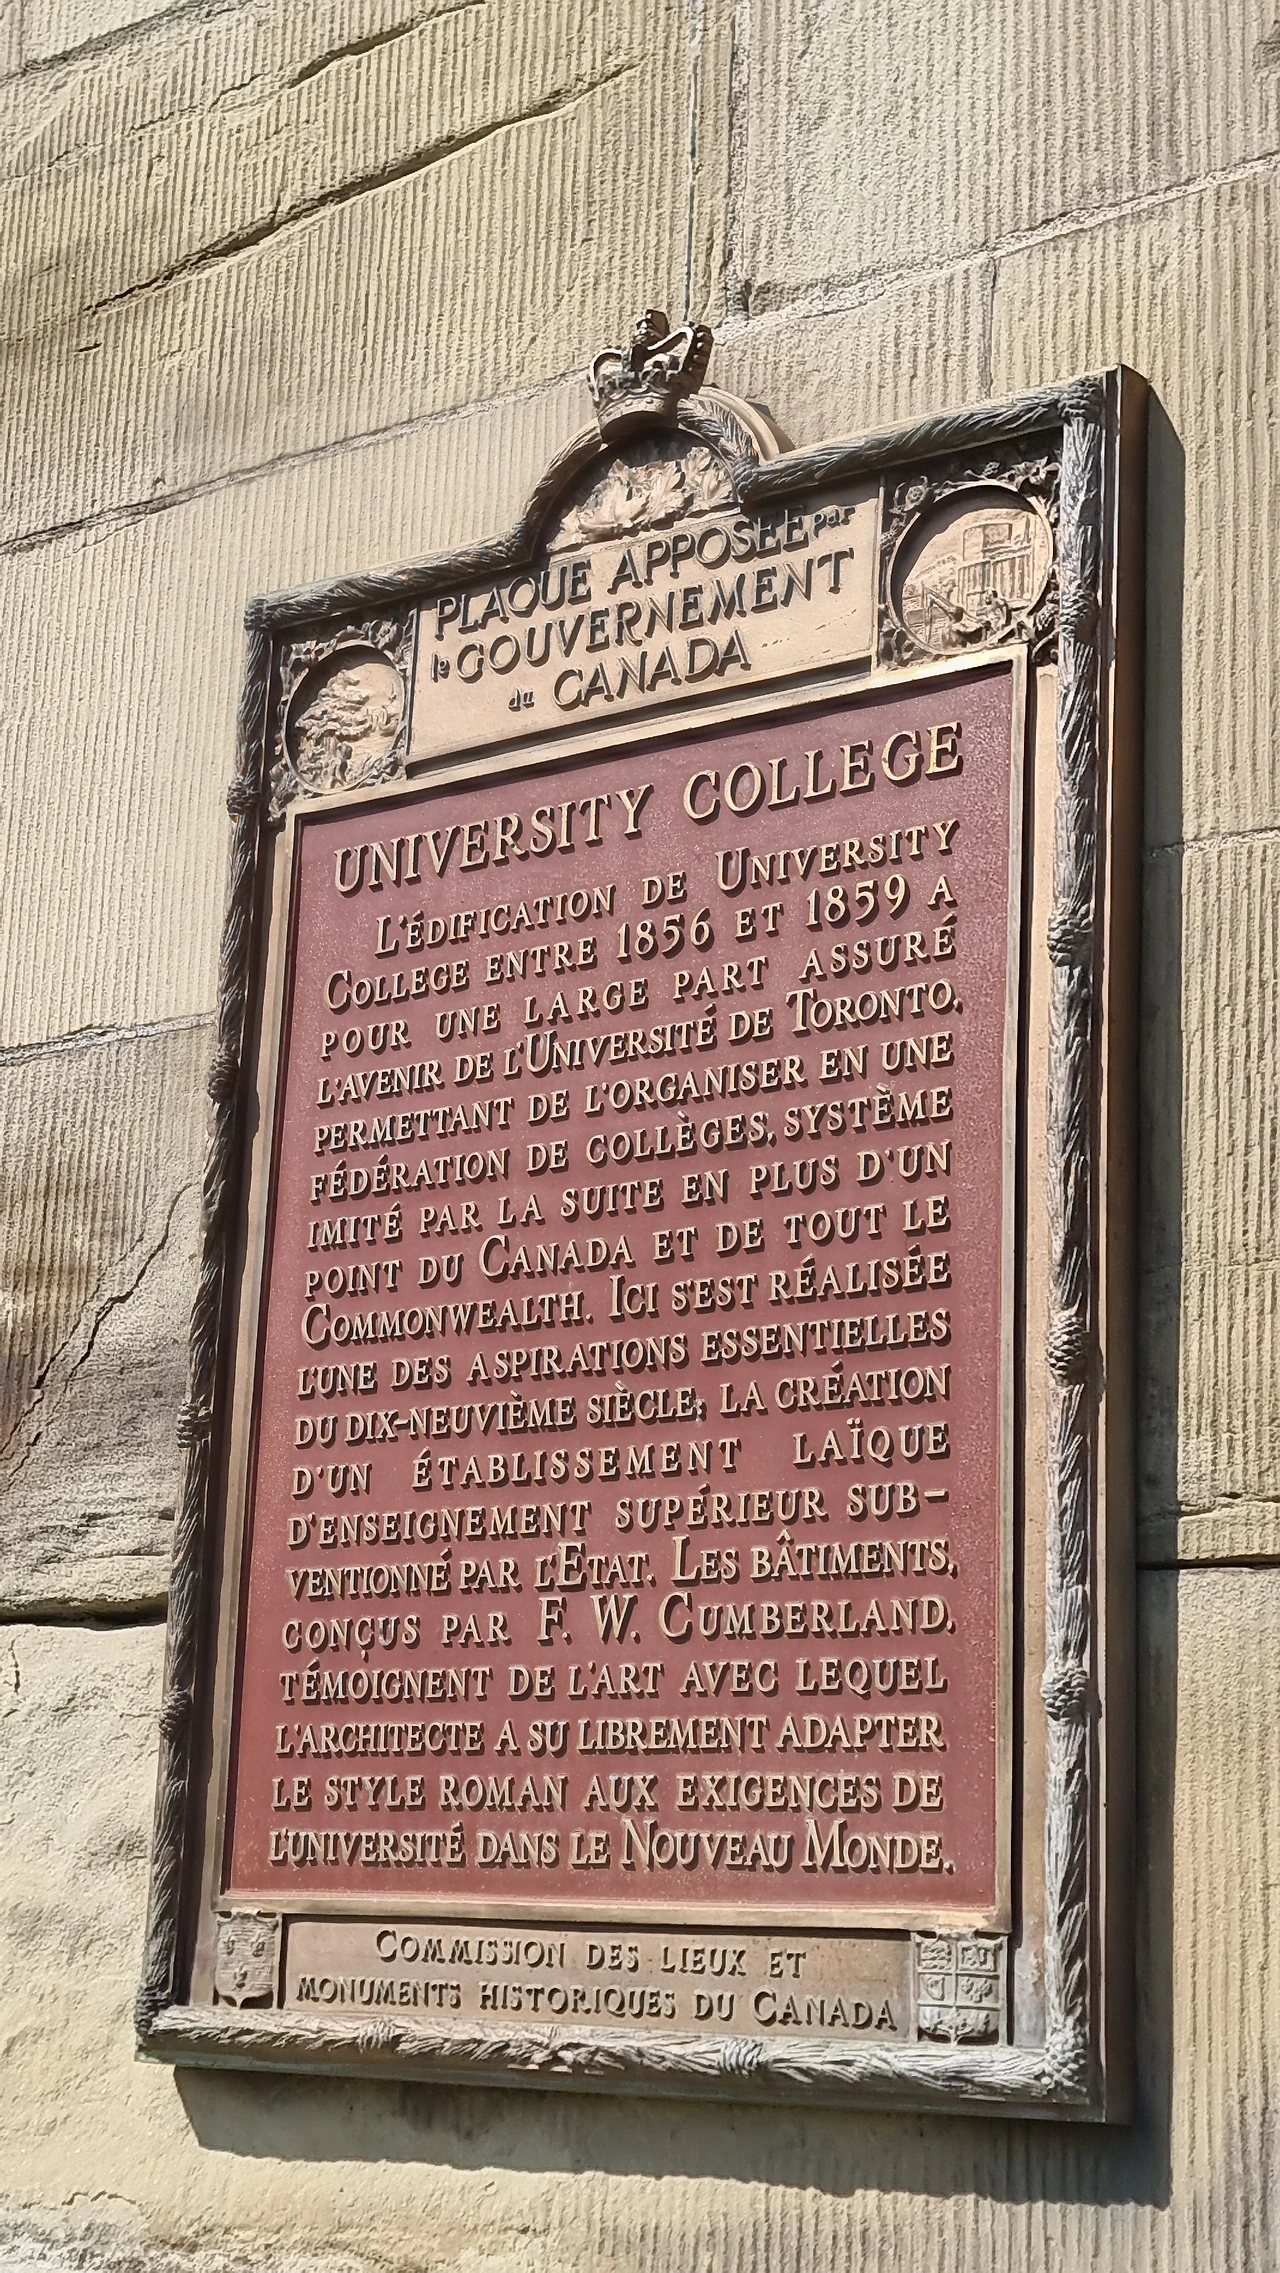 PLAQUE APPOSÉE par
le GOUVERNEMENT
du CANADA
UNIVERSITY COLLEGE
L'ÉDIFICATION DE UNIVERSITY
COLLEGE ENTRE 1856 ET 1859 A
POUR UNE LARGE PART ASSURÉ
L'AVENIR DE L'UNIVERSITÉ DE TORONTO,
PERMETTANT DE L'ORGANISER EN UNE
FÉDÉRATION DE COLLÈGES, SYSTÈME
IMITÉ PAR LA SUITE EN PLUS D'UN
POINT DU CANADA ET DE TOUT LE
COMMONWEALTH. ICI S'EST RÉALISÉE
L'UNE DES ASPIRATIONS ESSENTIELLES
DU DIX-NEUVIÈME SIÈCLE; LA CRÉATION
D'UN ÉTABLISSEMENT LAÏQUE
D'ENSEIGNEMENT SUPÉRIEUR SUB-
VENTIONNÉ PAR L'ETAT. LES BÂTIMENTS,
CONÇUS PAR F. W. CUMBERLAND,
TÉMOIGNENT DE L'ART AVEC LEQUEL
L'ARCHITECTE A SU LIBREMENT ADAPTER
LE STYLE ROMAN AUX EXIGENCES DE
L'UNIVERSITÉ DANS LE NOUVEAU MONDE.
COMMISSION DES LIEUX ET
MONUMENTS HISTORIQUES DU CANADA